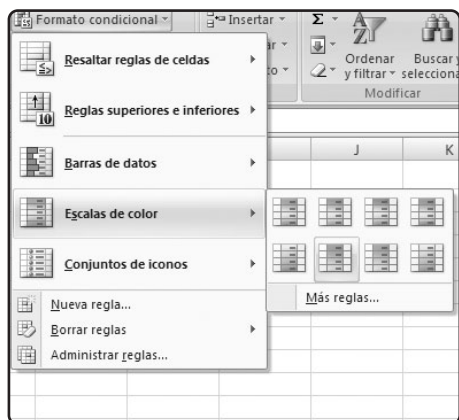 Formato condicional
Insertar
Σ
Resaltar reglas de celdas
Ordenar
y filtrar
Buscar y
Modificar
Reglas superiores e inferiores
10
Barras de datos
J
K
Escalas de color
Conjuntos de iconos
Más reglas...
Nueva regla...
Borrar reglas
Administrar reglas...